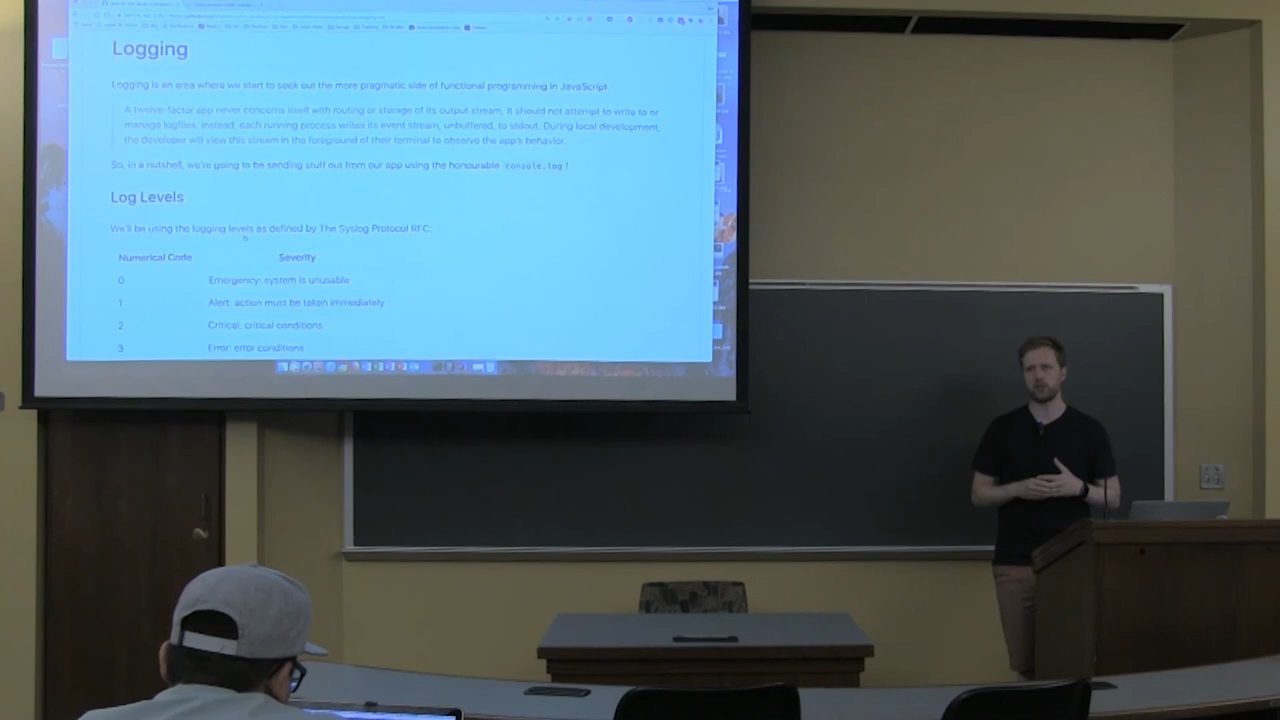 Logging
Logging is an area where we start to seek out the more pragmatic side of functional programming in JavaScript.
A twelve-factor app never concerns itself with routing or storage of its output stream. It should not attempt to write to or
manage logfiles. Instead, each running process writes its event stream, unbuffered, to stdout. During local development,
the developer will view this stream in the foreground of their terminal to observe the app's behavior.
So, in a nutshell, we're going to be sending stuff out from our app using the honourable console.log !
Log Levels
We'll be using the logging levels as defined by The Syslog Protocol RFC:
Numerical Code Severity
0 Emergency: system is unusable
1 Alert: action must be taken immediately
2 Critical: critical conditions
3 Error: error conditions